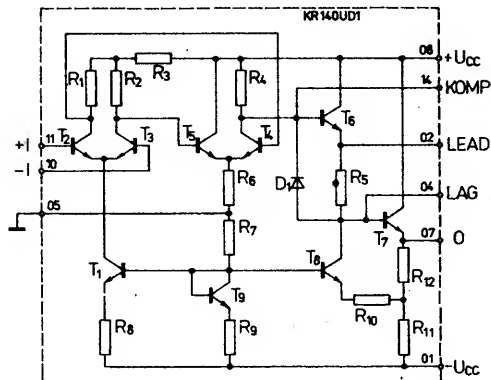 KR140UD1
08 +UCC
14 KOMP
R1 R2 R3 R4
T6
11 T2 T3 T5 T4
+I
02 LEAD
10
-I
D1 R5
R6
04 LAG
05
T7
07 O
R7
T1 T8
R12
T9
R10
R8 R9 R11
01 -UCC